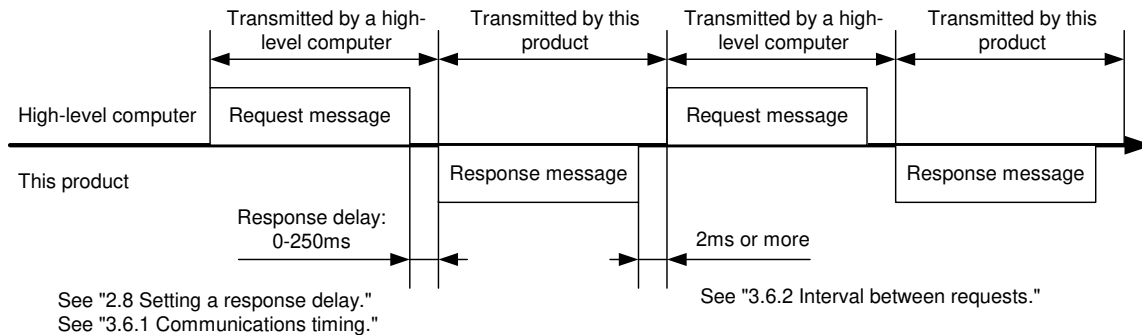 Transmitted by a high-
level computer
Transmitted by this
product
Transmitted by a high-
level computer
Transmitted by this
product
High-level computer
Request message
Request message
This product
Response message
Response message
Response delay:
0-250ms
2ms or more
See "2.8 Setting a response delay."
See "3.6.1 Communications timing."
See "3.6.2 Interval between requests."